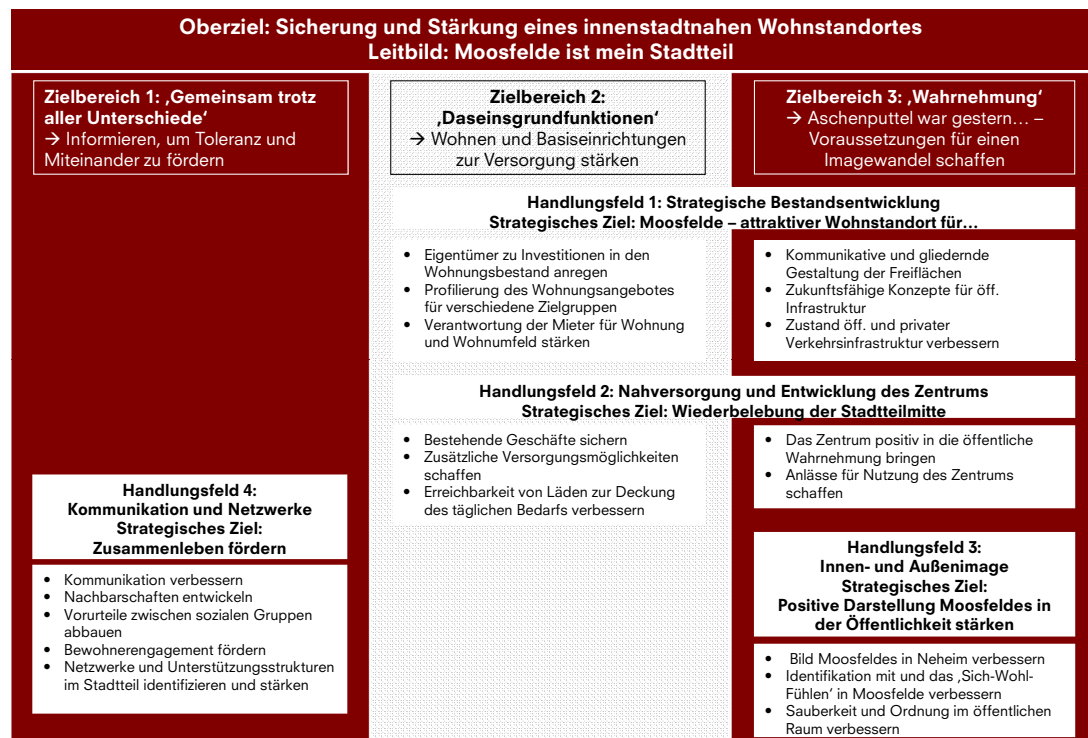 Oberziel: Sicherung und Stärkung eines innenstadtnahen Wohnstandortes
Leitbild: Moosfelde ist mein Stadtteil
Zielbereich 1: ‚Gemeinsam trotz
aller Unterschiede‘
→ Informieren, um Toleranz und
Miteinander zu fördern
Zielbereich 2:
‚Daseinsgrundfunktionen‘
→ Wohnen und Basiseinrichtungen
zur Versorgung stärken
Zielbereich 3: ‚Wahrnehmung‘
→ Aschenputtel war gestern… –
Voraussetzungen für einen
Imagewandel schaffen
Handlungsfeld 1: Strategische Bestandsentwicklung
Strategisches Ziel: Moosfelde – attraktiver Wohnstandort für…
• Eigentümer zu Investitionen in den
Wohnungsbestand anregen
• Profilierung des Wohnungsangebotes
für verschiedene Zielgruppen
• Verantwortung der Mieter für Wohnung
und Wohnumfeld stärken
• Kommunikative und gliedernde
Gestaltung der Freiflächen
• Zukunftsfähige Konzepte für öff.
Infrastruktur
• Zustand öff. und privater
Verkehrsinfrastruktur verbessern
Handlungsfeld 2: Nahversorgung und Entwicklung des Zentrums
Strategisches Ziel: Wiederbelebung der Stadtteilmitte
• Bestehende Geschäfte sichern
• Zusätzliche Versorgungsmöglichkeiten
schaffen
• Erreichbarkeit von Läden zur Deckung
des täglichen Bedarfs verbessern
• Das Zentrum positiv in die öffentliche
Wahrnehmung bringen
• Anlässe für Nutzung des Zentrums
schaffen
Handlungsfeld 4:
Kommunikation und Netzwerke
Strategisches Ziel:
Zusammenleben fördern
• Kommunikation verbessern
• Nachbarschaften entwickeln
• Vorurteile zwischen sozialen Gruppen
abbauen
• Bewohnerengagement fördern
• Netzwerke und Unterstützungsstrukturen
im Stadtteil identifizieren und stärken
Handlungsfeld 3:
Innen- und Außenimage
Strategisches Ziel:
Positive Darstellung Moosfeldes in
der Öffentlichkeit stärken
• Bild Moosfeldes in Neheim verbessern
• Identifikation mit und das ‚Sich-Wohl-
Fühlen‘ in Moosfelde verbessern
• Sauberkeit und Ordnung im öffentlichen
Raum verbessern